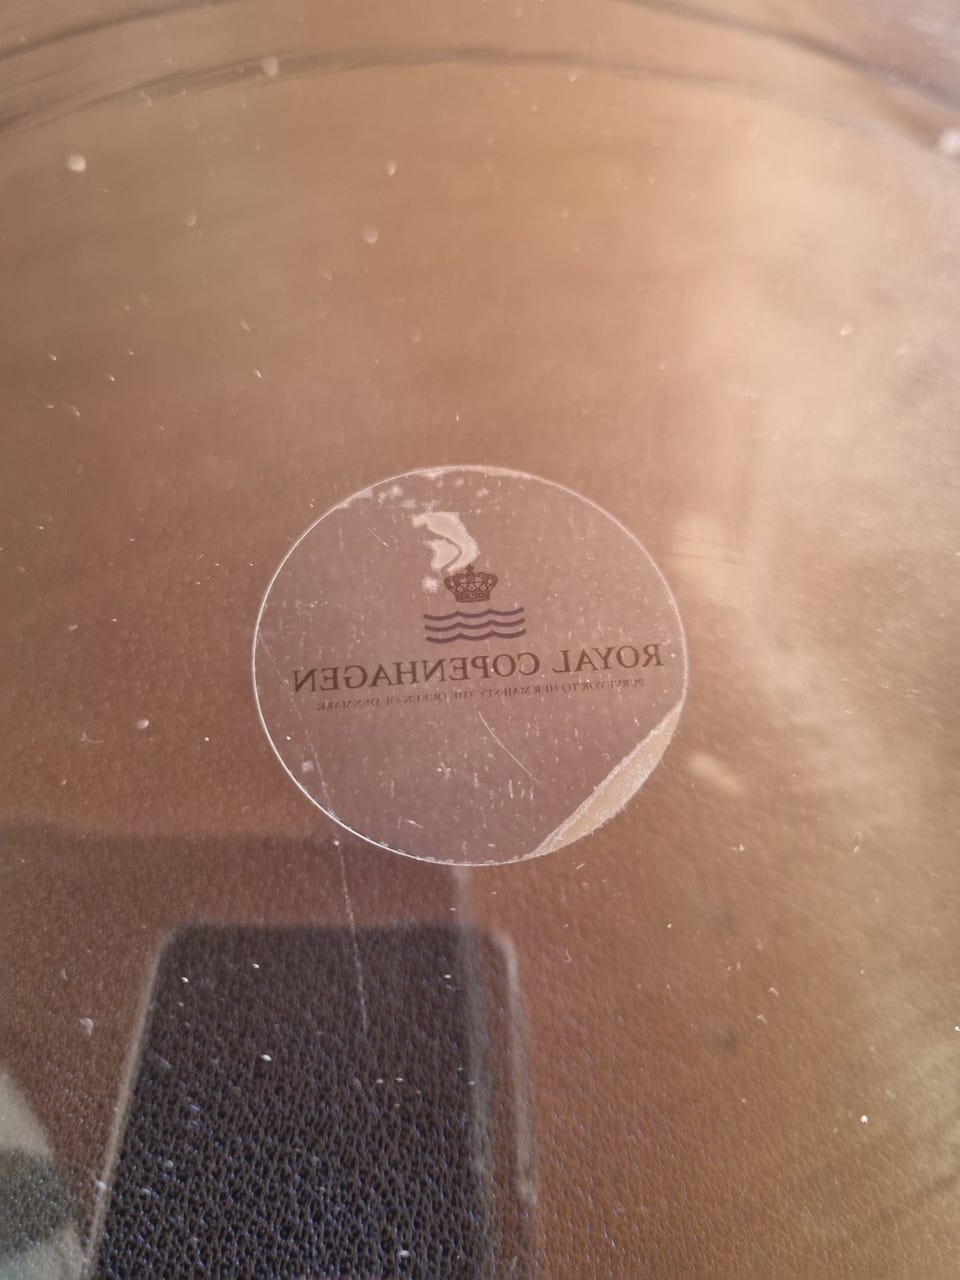 ROYAL COPENHAGEN
PURVEYOR TO HER MAJESTY THE QUEEN OF DENMARK